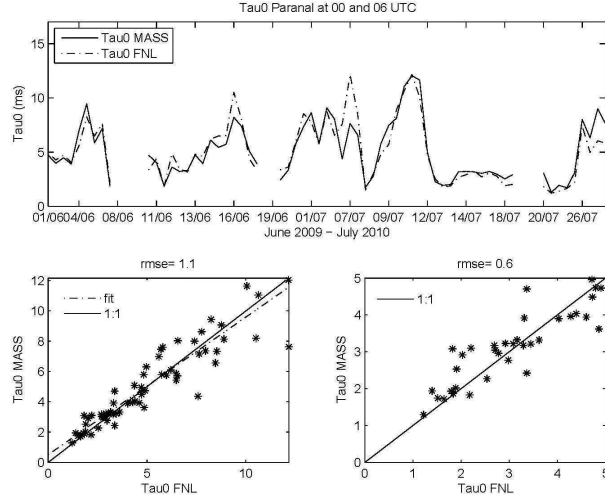 Tau0 Paranal at 00 and 06 UTC
Tau0 MASS
Tau0 FNL
15
10
5
0
Tau0 (ms)
01/06 04/06 08/06 11/06 13/06 16/06 19/06 01/07 07/07 09/07 12/07 14/07 18/07 20/07 26/07
June 2009 - July 2010
rmse= 1.1
fit
1:1
12
10
8
6
4
2
0
Tau0 MASS
0 5 10
Tau0 FNL
rmse= 0.6
1:1
5
4
3
2
1
0
Tau0 MASS
0 1 2 3 4 5
Tau0 FNL